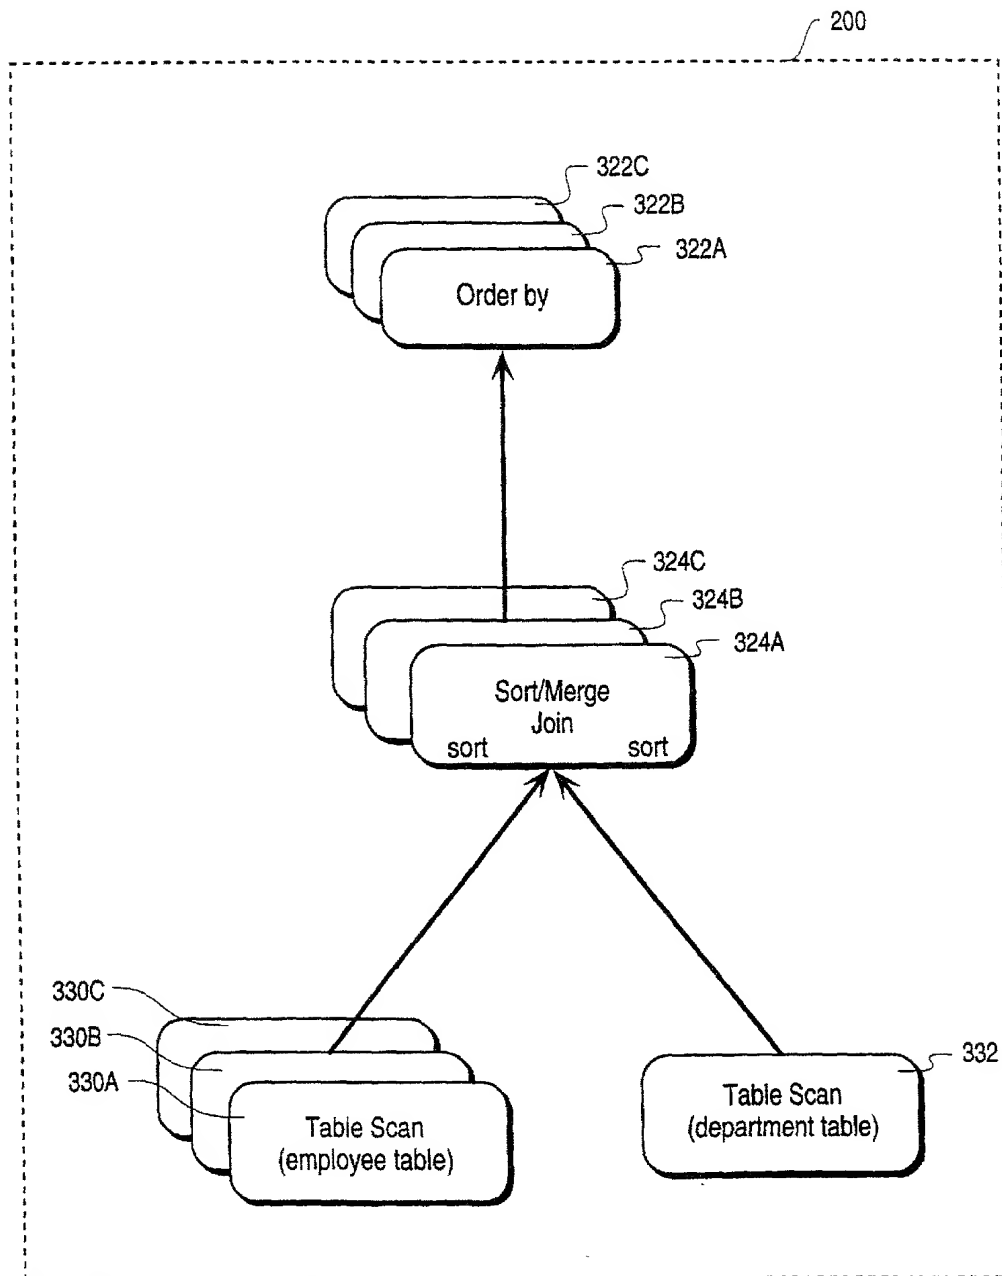 200
322C
322B
322A
Order by
324C
324B
324A
Sort/Merge
Join
sort sort
330C
330B
330A
332
Table Scan
(employee table)
Table Scan
(department table)